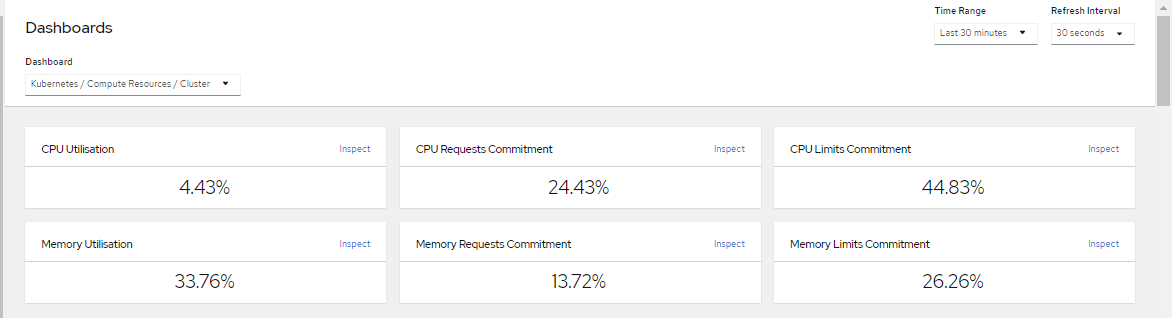 Dashboards
Time Range
Refresh Interval
Last 30 minutes
30 seconds
Dashboard
Kubernetes / Compute Resources / Cluster
CPU Utilisation
Inspect
CPU Requests Commitment
Inspect
CPU Limits Commitment
Inspect
4.43%
24.43%
44.83%
Memory Utilisation
Inspect
Memory Requests Commitment
Inspect
Memory Limits Commitment
Inspect
33.76%
13.72%
26.26%